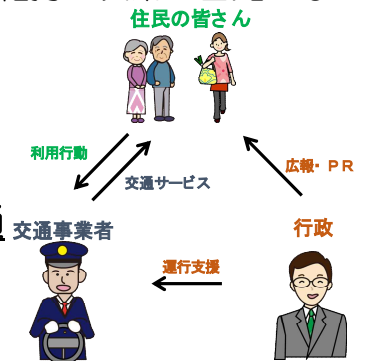 住民の皆さん
利用行動
交通サービス
広報・PR
交通事業者
行政
運行支援